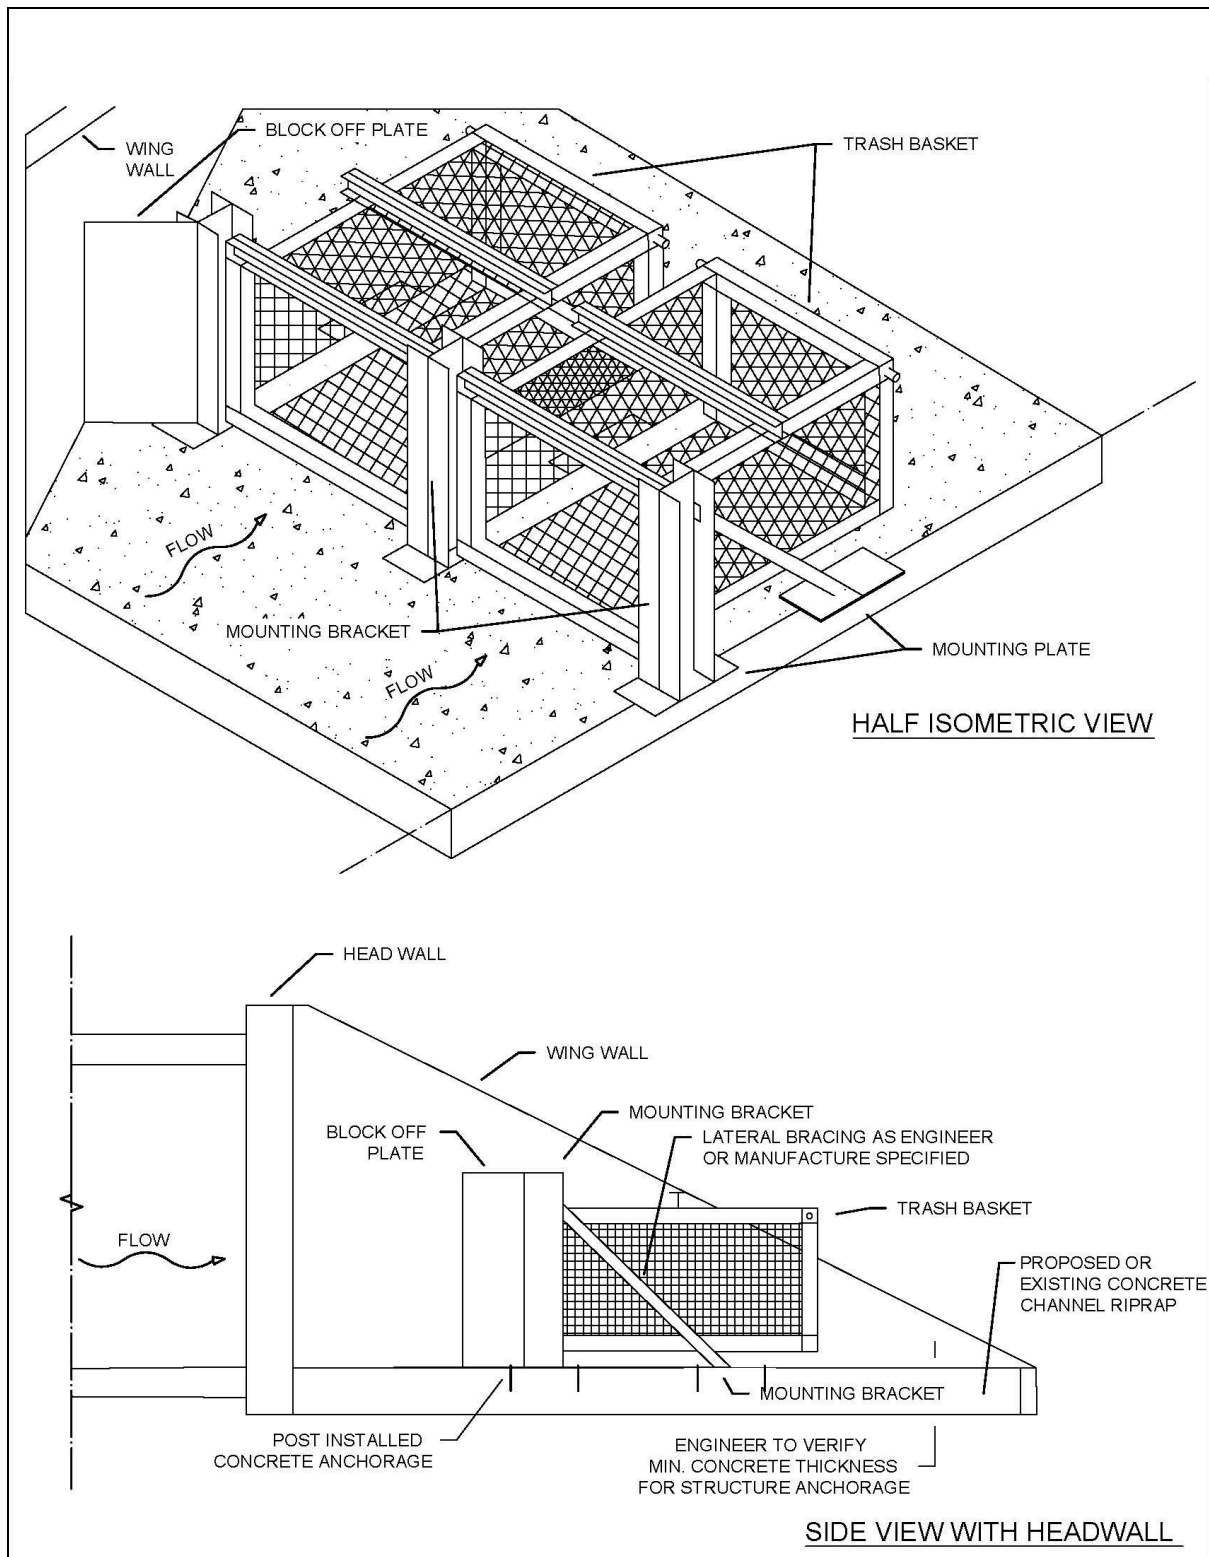 BLOCK OFF PLATE
WING
WALL
TRASH BASKET
FLOW
MOUNTING BRACKET
FLOW
MOUNTING PLATE
HALF ISOMETRIC VIEW
HEAD WALL
WING WALL
MOUNTING BRACKET
BLOCK OFF
PLATE
LATERAL BRACING AS ENGINEER
OR MANUFACTURE SPECIFIED
TRASH BASKET
FLOW
PROPOSED OR
EXISTING CONCRETE
CHANNEL RIPRAP
MOUNTING BRACKET
POST INSTALLED
CONCRETE ANCHORAGE
ENGINEER TO VERIFY
MIN. CONCRETE THICKNESS
FOR STRUCTURE ANCHORAGE
SIDE VIEW WITH HEADWALL